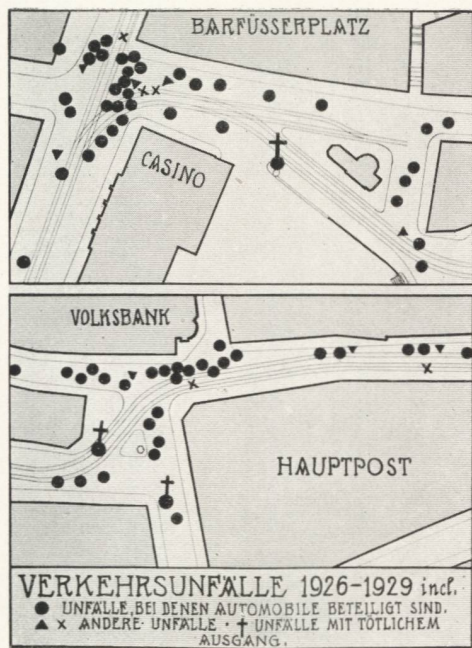 BARFÜSSERPLATZ
CASINO
VOLKSBANK
HAUPTPOST
VERKEHRSUNFÄLLE 1926-1929 incl.
● UNFÄLLE, BEI DENEN AUTOMOBILE BETEILIGT SIND.
▲ × ANDERE UNFÄLLE · † UNFÄLLE MIT TÖTLICHEM
AUSGANG.